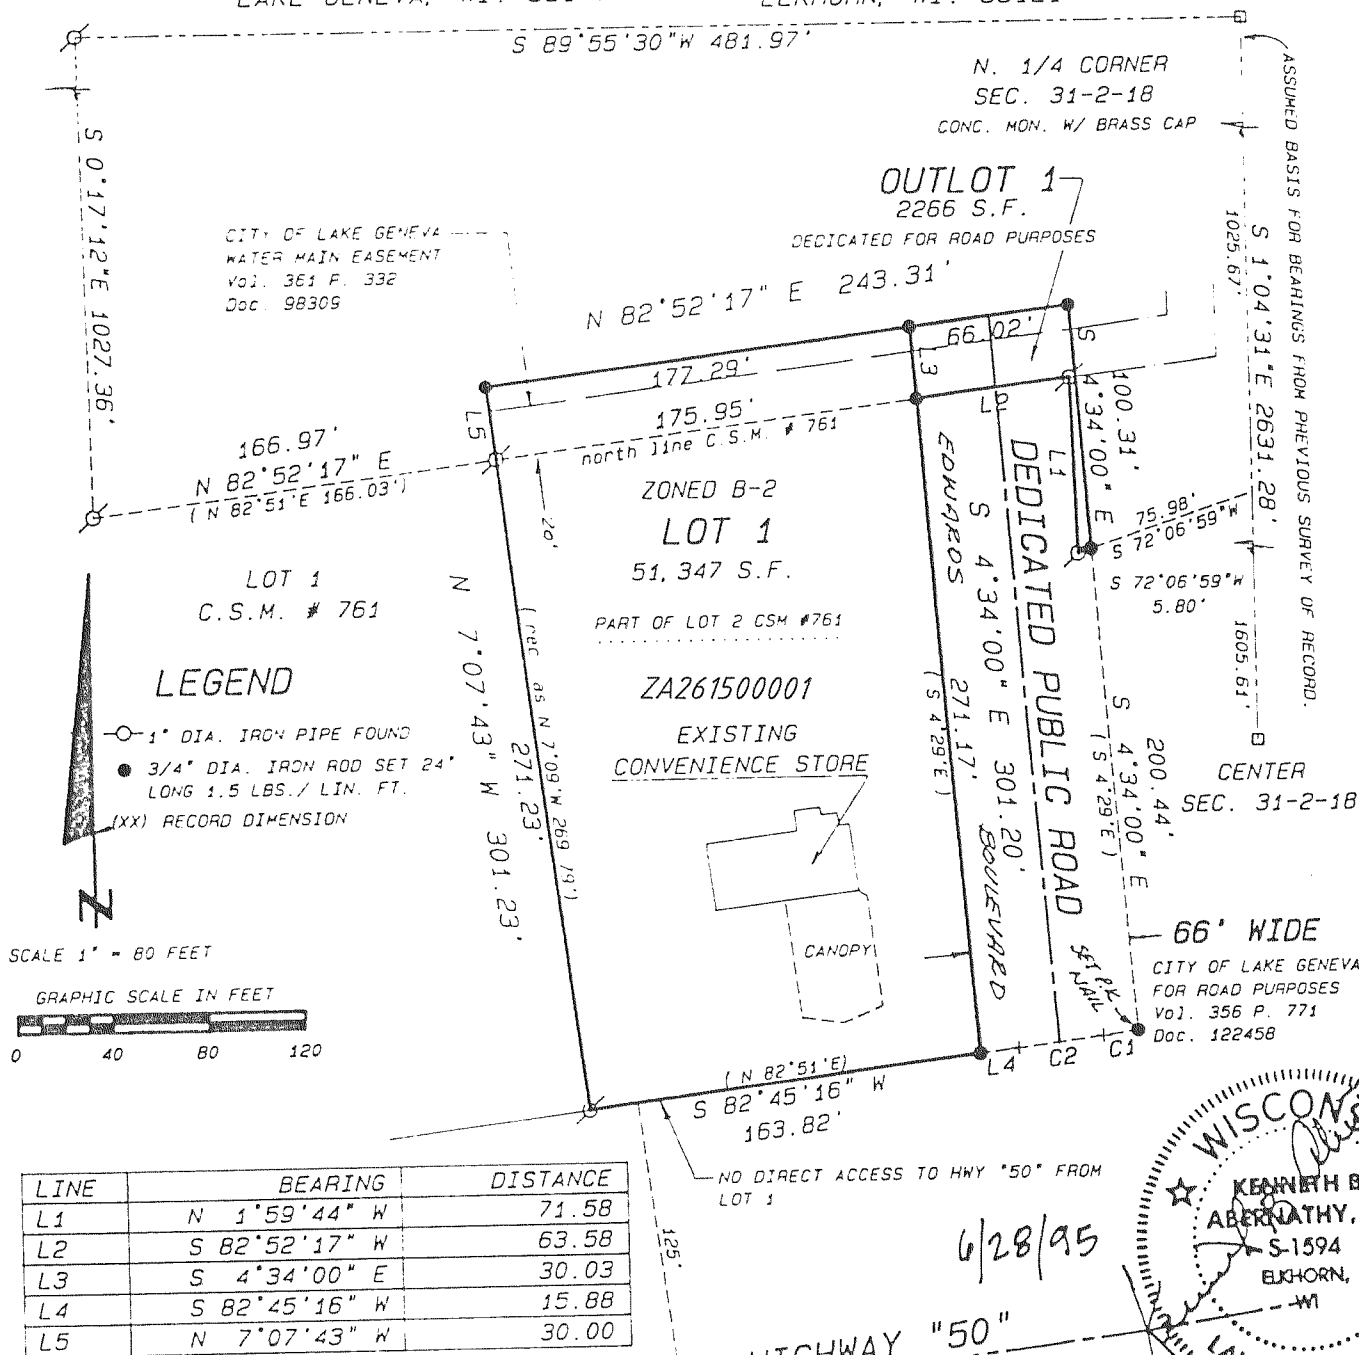 S 89°55'30"W 481.97'
N. 1/4 CORNER
SEC. 31-2-18
CONC. MON. W/ BRASS CAP
ASSUMED BASIS FOR BEARINGS FROM PREVIOUS SURVEY OF RECORD.
S 0°17'12"E 1027.36'
OUTLOT 1
2266 S.F.
DEDICATED FOR ROAD PURPOSES
CITY OF LAKE GENEVA
WATER MAIN EASEMENT
Vol. 361 P. 332
Doc. 98309
1025.67'
S 1°04'31"E 2631.28'
1605.61'
N 82°52'17" E 243.31'
66.02'
L3
177.29'
L5
175.95'
north line C.S.M. # 761
L2
L1
S 4°34'00" E
100.31'
166.97'
N 82°52'17" E
( N 82°51'E 166.03')
20'
75.98'
S 72°06'59"W
S 72°06'59"W
5.80'
ZONED B-2
LOT 1
51,347 S.F.
PART OF LOT 2 CSM #761
ZA261500001
EXISTING
CONVENIENCE STORE
CANOPY
LOT 1
C.S.M. # 761
N 7°07'43" W 301.23'
271.23'
(rec. as N 7°09'W 269.79')
EDWARDS BOULEVARD
S 4°34'00" E 301.20'
271.17'
( S 4°29'E )
DEDICATED PUBLIC ROAD
S 4°34'00" E
200.44'
( S 4°29'E )
CENTER
SEC. 31-2-18
LEGEND
1" DIA. IRON PIPE FOUND
3/4" DIA. IRON ROD SET 24"
LONG 1.5 LBS./ LIN. FT.
(XX) RECORD DIMENSION
N
SCALE 1" = 80 FEET
GRAPHIC SCALE IN FEET
0 40 80 120
SET P.K. NAIL
66' WIDE
CITY OF LAKE GENEVA
FOR ROAD PURPOSES
Vol. 356 P. 771
Doc. 122458
L4 C2 C1
( N 82°51'E)
S 82°45'16" W
163.82'
NO DIRECT ACCESS TO HWY "50" FROM
LOT 1
125'
LINE BEARING DISTANCE
L1 N 1°59'44" W 71.58
L2 S 82°52'17" W 63.58
L3 S 4°34'00" E 30.03
L4 S 82°45'16" W 15.88
L5 N 7°07'43" W 30.00
6/28/95
HIGHWAY "50"
WISCON
KENNETH B
ABERNATHY,
S-1594
ELKHORN,
WI